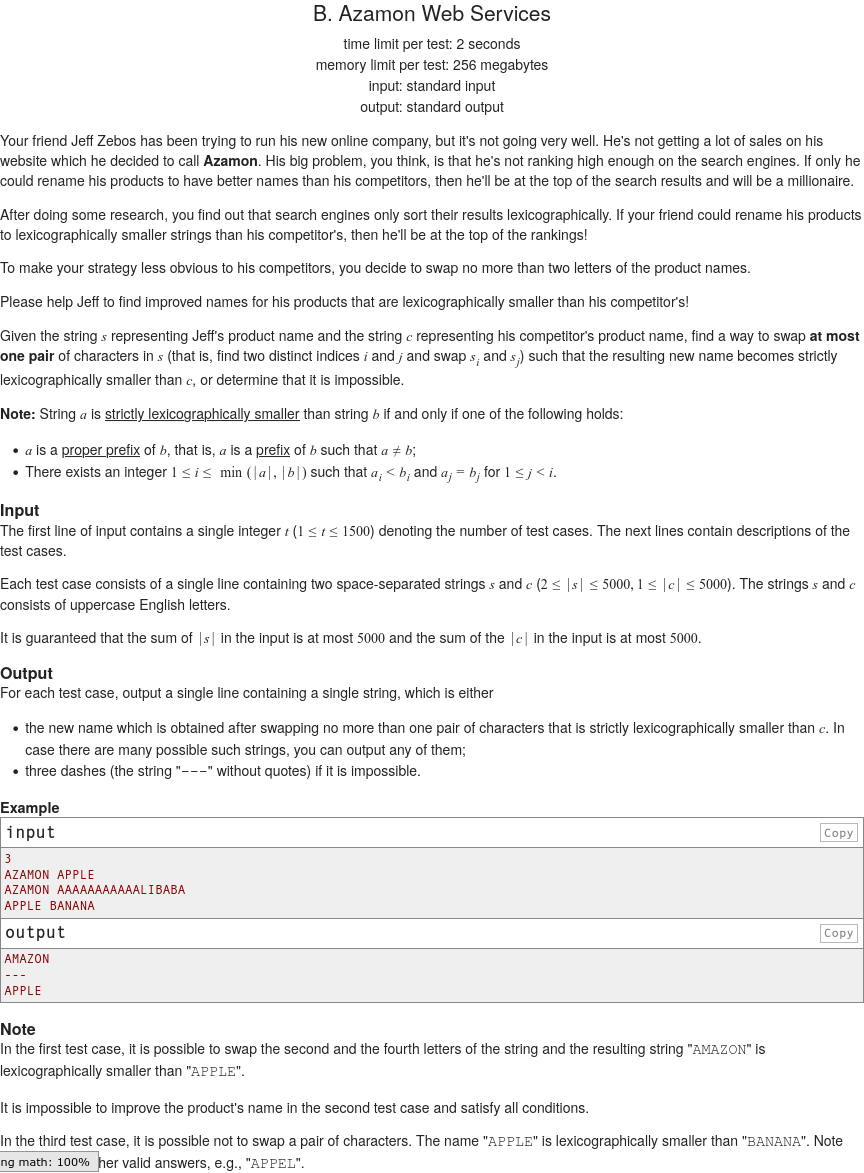 B. Azamon Web Services
time limit per test: 2 seconds
memory limit per test: 256 megabytes
input: standard input
output: standard output
Your friend Jeff Zebos has been trying to run his new online company, but it's not going very well. He's not getting a lot of sales on his
website which he decided to call Azamon. His big problem, you think, is that he's not ranking high enough on the search engines. If only he
could rename his products to have better names than his competitors, then he'll be at the top of the search results and will be a millionaire.
After doing some research, you find out that search engines only sort their results lexicographically. If your friend could rename his products
to lexicographically smaller strings than his competitor's, then he'll be at the top of the rankings!
To make your strategy less obvious to his competitors, you decide to swap no more than two letters of the product names.
Please help Jeff to find improved names for his products that are lexicographically smaller than his competitor's!
Given the string s representing Jeff's product name and the string c representing his competitor's product name, find a way to swap at most
one pair of characters in s (that is, find two distinct indices i and j and swap s_i and s_j) such that the resulting new name becomes strictly
lexicographically smaller than c, or determine that it is impossible.
Note: String a is strictly lexicographically smaller than string b if and only if one of the following holds:
• a is a proper prefix of b, that is, a is a prefix of b such that a ≠ b;
• There exists an integer 1 ≤ i ≤ min (|a|, |b|) such that a_i < b_i and a_j = b_j for 1 ≤ j < i.
Input
The first line of input contains a single integer t (1 ≤ t ≤ 1500) denoting the number of test cases. The next lines contain descriptions of the
test cases.
Each test case consists of a single line containing two space-separated strings s and c (2 ≤ |s| ≤ 5000, 1 ≤ |c| ≤ 5000). The strings s and c
consists of uppercase English letters.
It is guaranteed that the sum of |s| in the input is at most 5000 and the sum of the |c| in the input is at most 5000.
Output
For each test case, output a single line containing a single string, which is either
• the new name which is obtained after swapping no more than one pair of characters that is strictly lexicographically smaller than c. In
case there are many possible such strings, you can output any of them;
• three dashes (the string "---" without quotes) if it is impossible.
Example
input
Copy
3
AZAMON APPLE
AZAMON AAAAAAAAAAALIBABA
APPLE BANANA
output
Copy
AMAZON
---
APPLE
Note
In the first test case, it is possible to swap the second and the fourth letters of the string and the resulting string "AMAZON" is
lexicographically smaller than "APPLE".
It is impossible to improve the product's name in the second test case and satisfy all conditions.
In the third test case, it is possible not to swap a pair of characters. The name "APPLE" is lexicographically smaller than "BANANA". Note
ng math: 100% her valid answers, e.g., "APPEL".